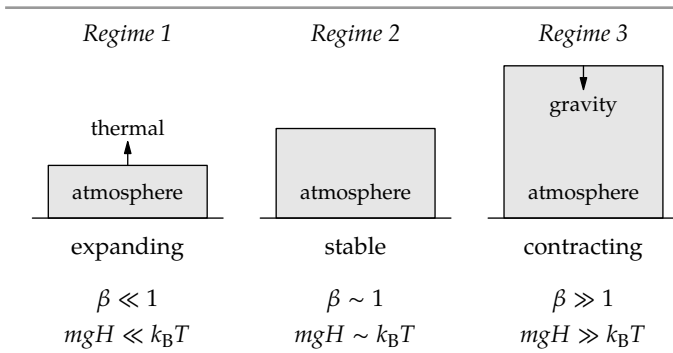 Regime 1 Regime 2 Regime 3
thermal gravity
atmosphere atmosphere atmosphere
expanding stable contracting
β ≪ 1 β ∼ 1 β ≫ 1
mgH ≪ k_BT mgH ∼ k_BT mgH ≫ k_BT